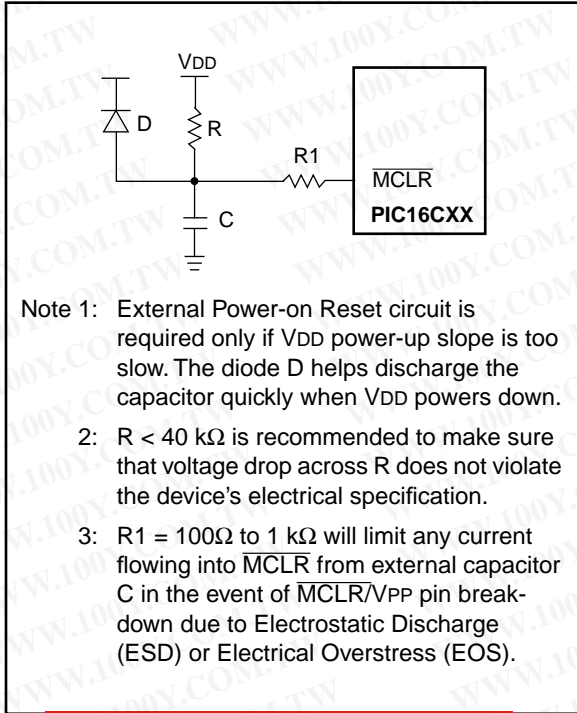 VDD
D
R
R1
MCLR
PIC16CXX
C
Note 1: External Power-on Reset circuit is
required only if VDD power-up slope is too
slow. The diode D helps discharge the
capacitor quickly when VDD powers down.
2: R < 40 kΩ is recommended to make sure
that voltage drop across R does not violate
the device's electrical specification.
3: R1 = 100Ω to 1 kΩ will limit any current
flowing into MCLR from external capacitor
C in the event of MCLR/VPP pin break-
down due to Electrostatic Discharge
(ESD) or Electrical Overstress (EOS).
WWW.100Y.COM.TW